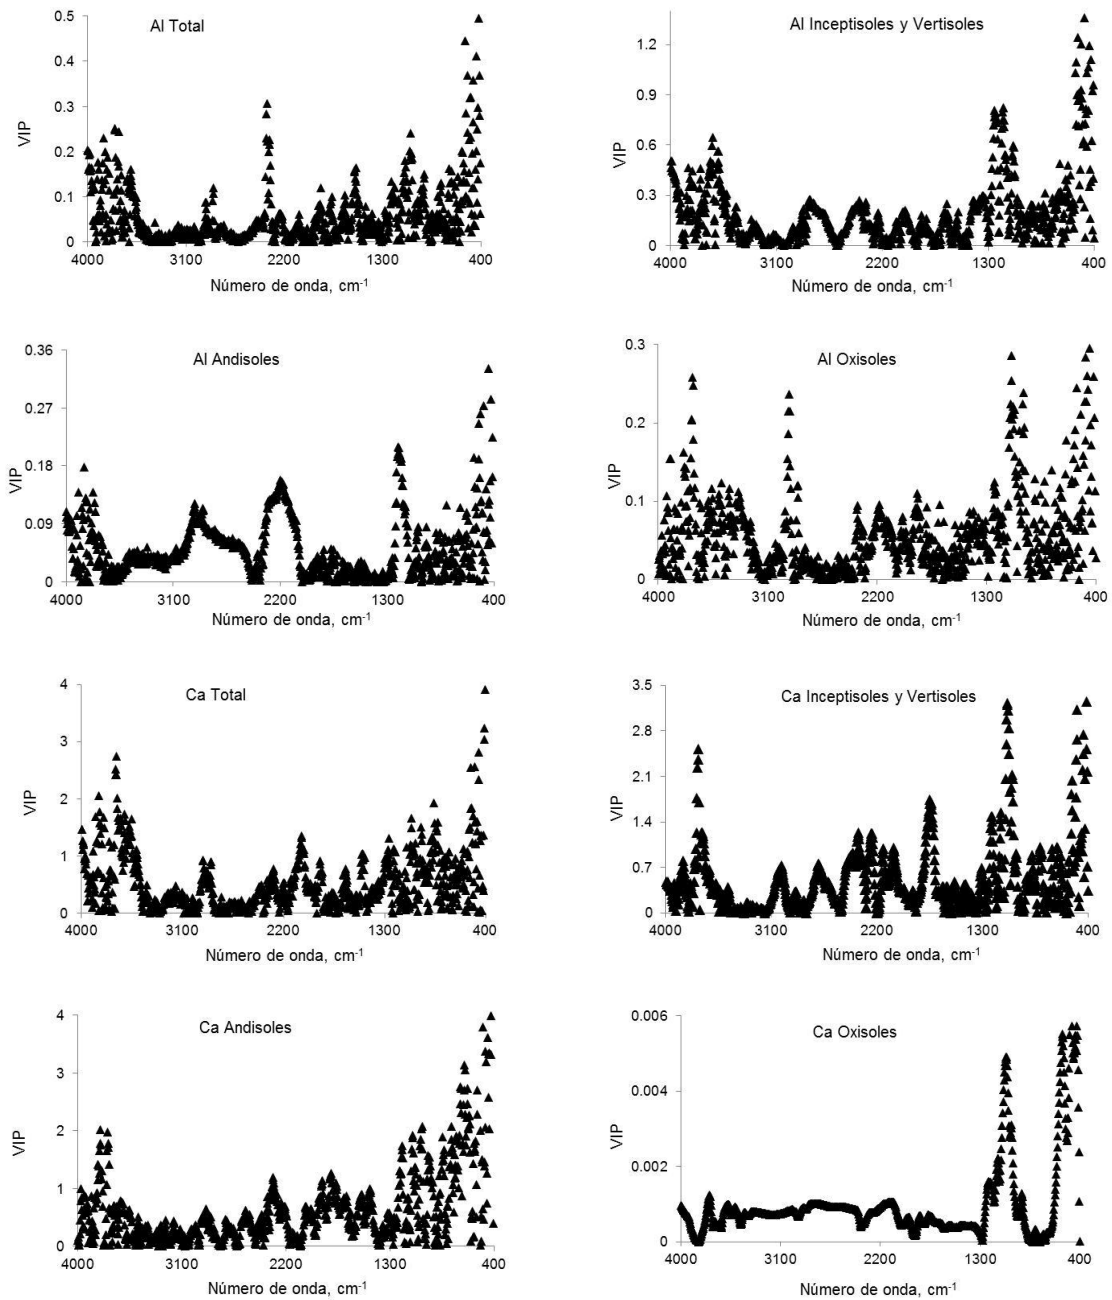 Al Total
VIP
0.5
0.4
0.3
0.2
0.1
0
4000 3100 2200 1300 400
Número de onda, cm-1
Al Inceptisoles y Vertisoles
VIP
1.2
0.9
0.6
0.3
0
4000 3100 2200 1300 400
Número de onda, cm-1
Al Andisoles
VIP
0.36
0.27
0.18
0.09
0
4000 3100 2200 1300 400
Número de onda, cm-1
Al Oxisoles
VIP
0.3
0.2
0.1
0
4000 3100 2200 1300 400
Número de onda, cm-1
Ca Total
VIP
4
3
2
1
0
4000 3100 2200 1300 400
Número de onda, cm-1
Ca Inceptisoles y Vertisoles
VIP
3.5
2.8
2.1
1.4
0.7
0
4000 3100 2200 1300 400
Número de onda, cm-1
Ca Andisoles
VIP
4
3
2
1
0
4000 3100 2200 1300 400
Número de onda, cm-1
Ca Oxisoles
VIP
0.006
0.004
0.002
0
4000 3100 2200 1300 400
Número de onda, cm-1